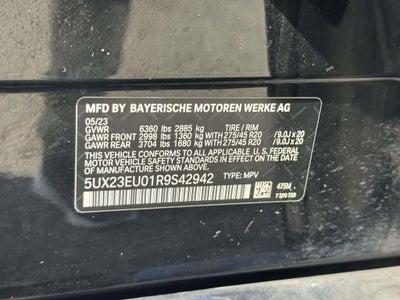 MFD BY BAYERISCHE MOTOREN WERKE AG
05/23
GVWR 6360 lbs 2885 kg TIRE / RIM
GAWR FRONT 2998 lbs 1360 kg WITH 275/45 R20 /9.0J x 20
GAWR REAR 3704 lbs 1680 kg WITH 275/45 R20 /9.0J x 20
THIS VEHICLE CONFORMS TO ALL APPLICABLE U.S. FEDERAL
MOTOR VEHICLE SAFETY STANDARDS IN EFFECT ON THE DATE OF
MANUFACTURE SHOWN ABOVE.
5UX23EU01R9S42942 TYPE: MPV
475M